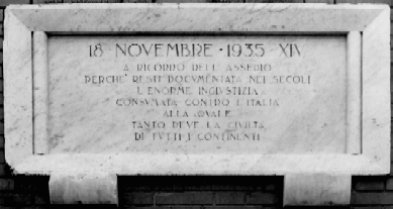 18 NOVEMBRE · 1935 - XIV
A RICORDO DELL' ASSEDIO
PERCHÈ RESTI DOCUMENTATA NEI SECOLI
L'ENORME INGIUSTIZIA
CONSUMATA CONTRO L'ITALIA
ALLA QUALE
TANTO DEVE LA CIVILTÀ
DI TUTTI I CONTINENTI